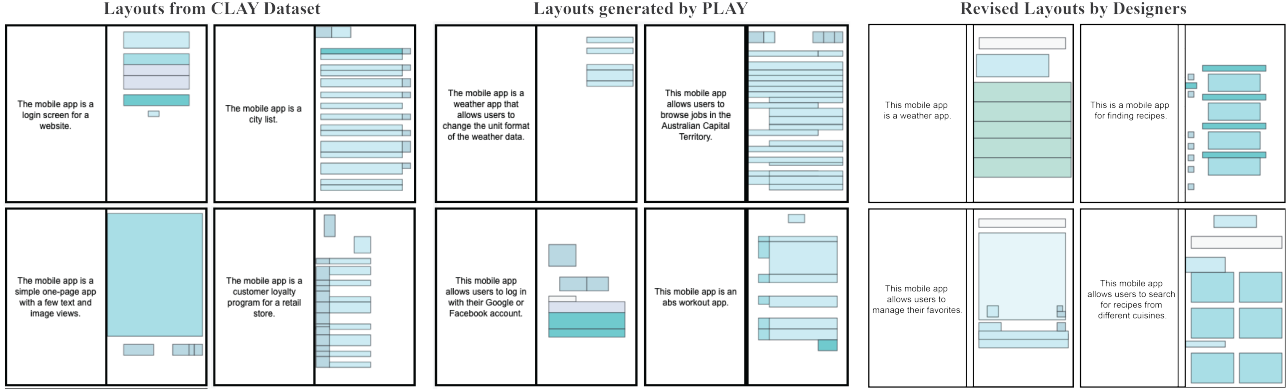 Layouts from CLAY Dataset
The mobile app is a
login screen for a
website.
The mobile app is a
city list.
The mobile app is a
simple one-page app
with a few text and
image views.
The mobile app is a
customer loyalty
program for a retail
store.
Layouts generated by PLAY
The mobile app is a
weather app that
allows users to
change the unit format
of the weather data.
This mobile app
allows users to
browse jobs in the
Australian Capital
Territory.
This mobile app
allows users to log in
with their Google or
Facebook account.
This mobile app is an
abs workout app.
Revised Layouts by Designers
This mobile app
is a weather app.
This is a mobile app
for finding recipes.
This mobile app
allows users to
manage their favorites.
This mobile app
allows users to search
for recipes from
different cuisines.